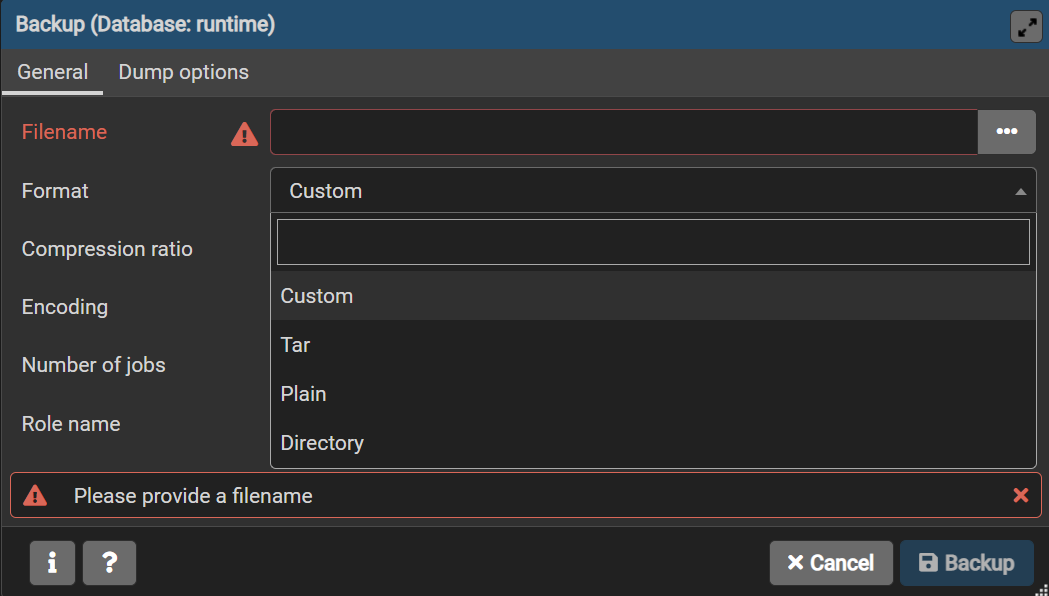 Backup (Database: runtime)
General Dump options
Filename
Format Custom
Compression ratio
Custom
Encoding
Tar
Number of jobs
Plain
Role name
Directory
Please provide a filename
i ? Cancel Backup